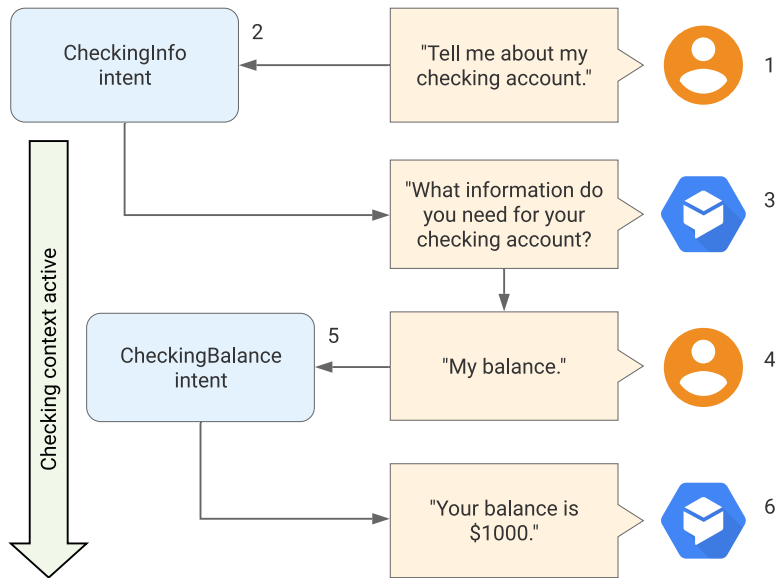 CheckingInfo
intent
2
"Tell me about my
checking account."
1
"What information do
you need for your
checking account?
3
Checking context active
CheckingBalance
intent
5
"My balance."
4
"Your balance is
$1000."
6